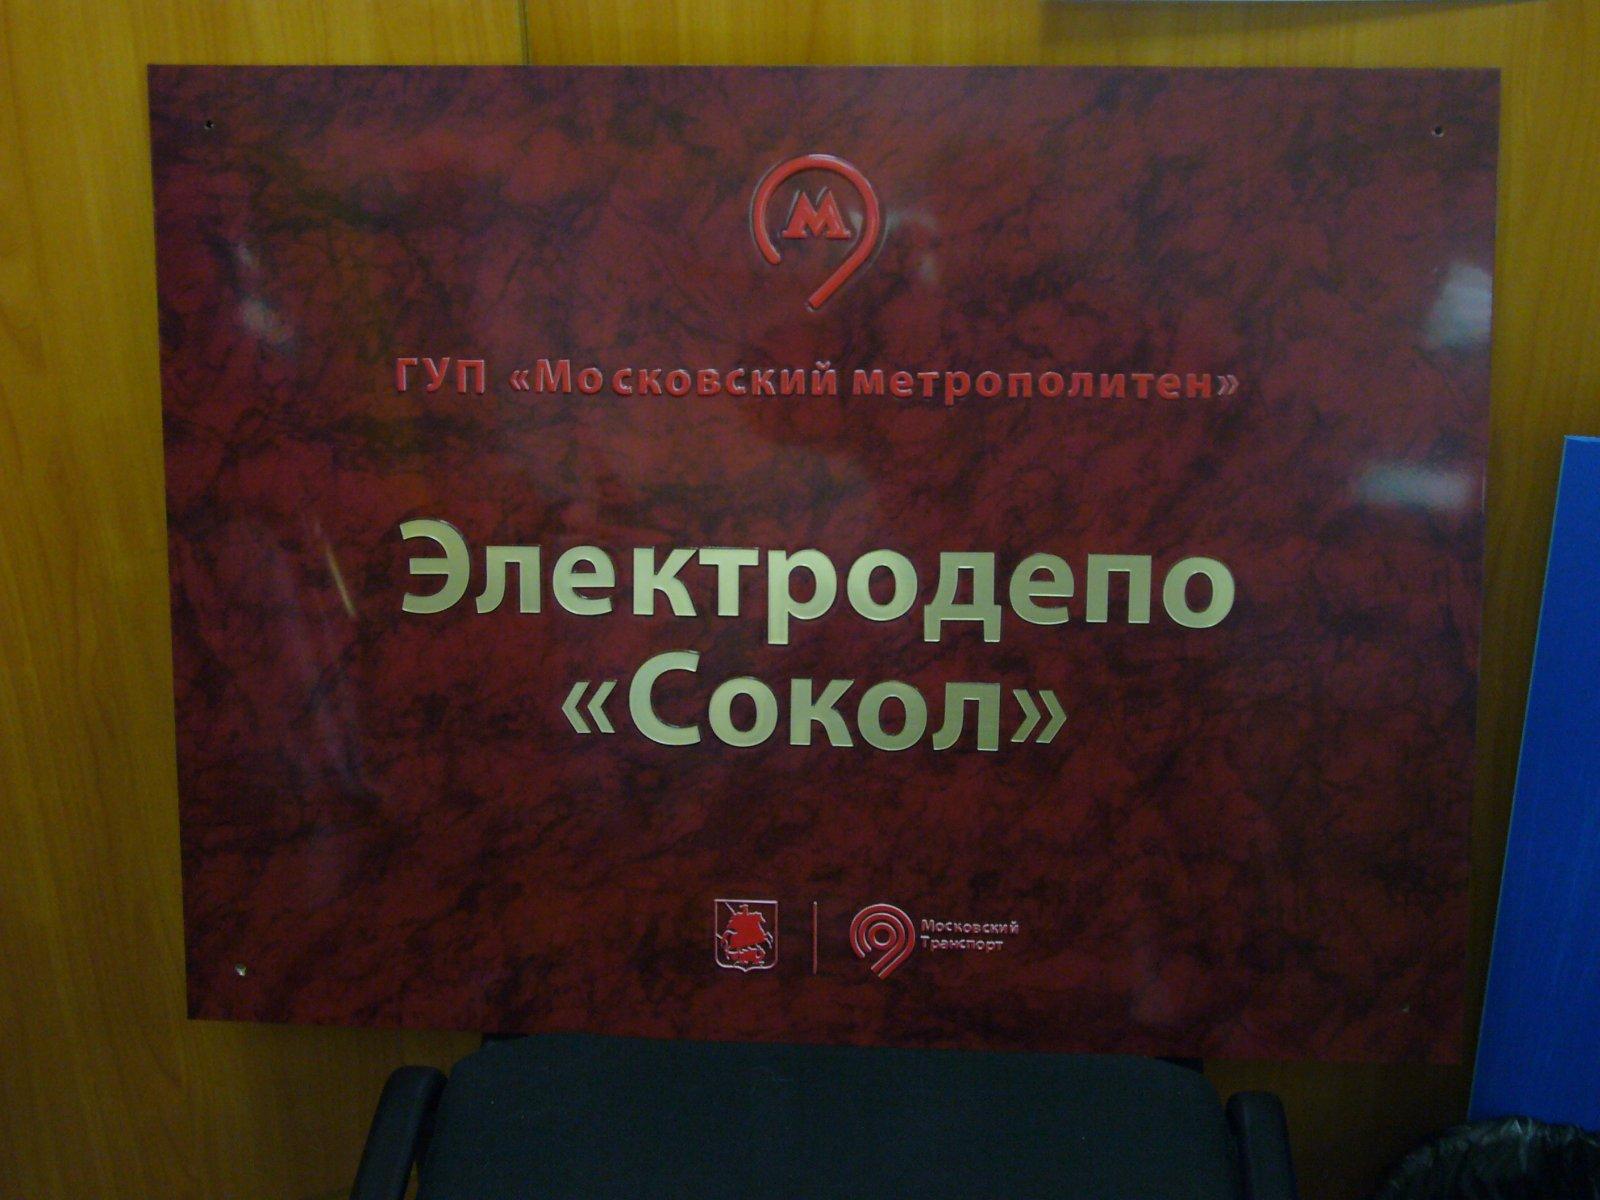 М
ГУП «Московский метрополитен»
Электродепо
«Сокол»
Московский
Транспорт